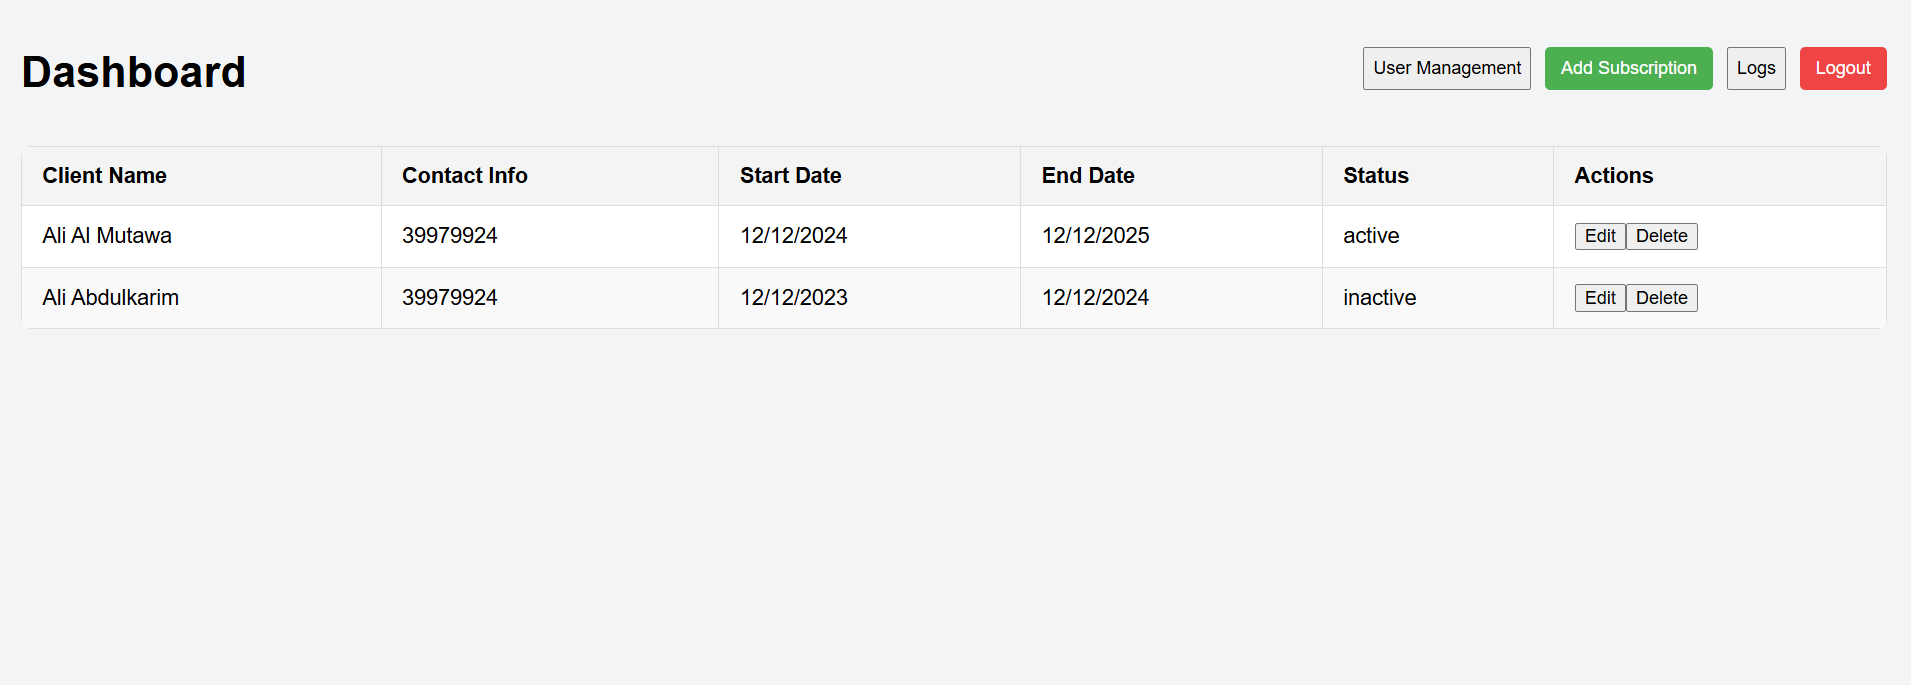 Dashboard
User Management Add Subscription Logs Logout
Client Name Contact Info Start Date End Date Status Actions
Ali Al Mutawa 39979924 12/12/2024 12/12/2025 active Edit Delete
Ali Abdulkarim 39979924 12/12/2023 12/12/2024 inactive Edit Delete